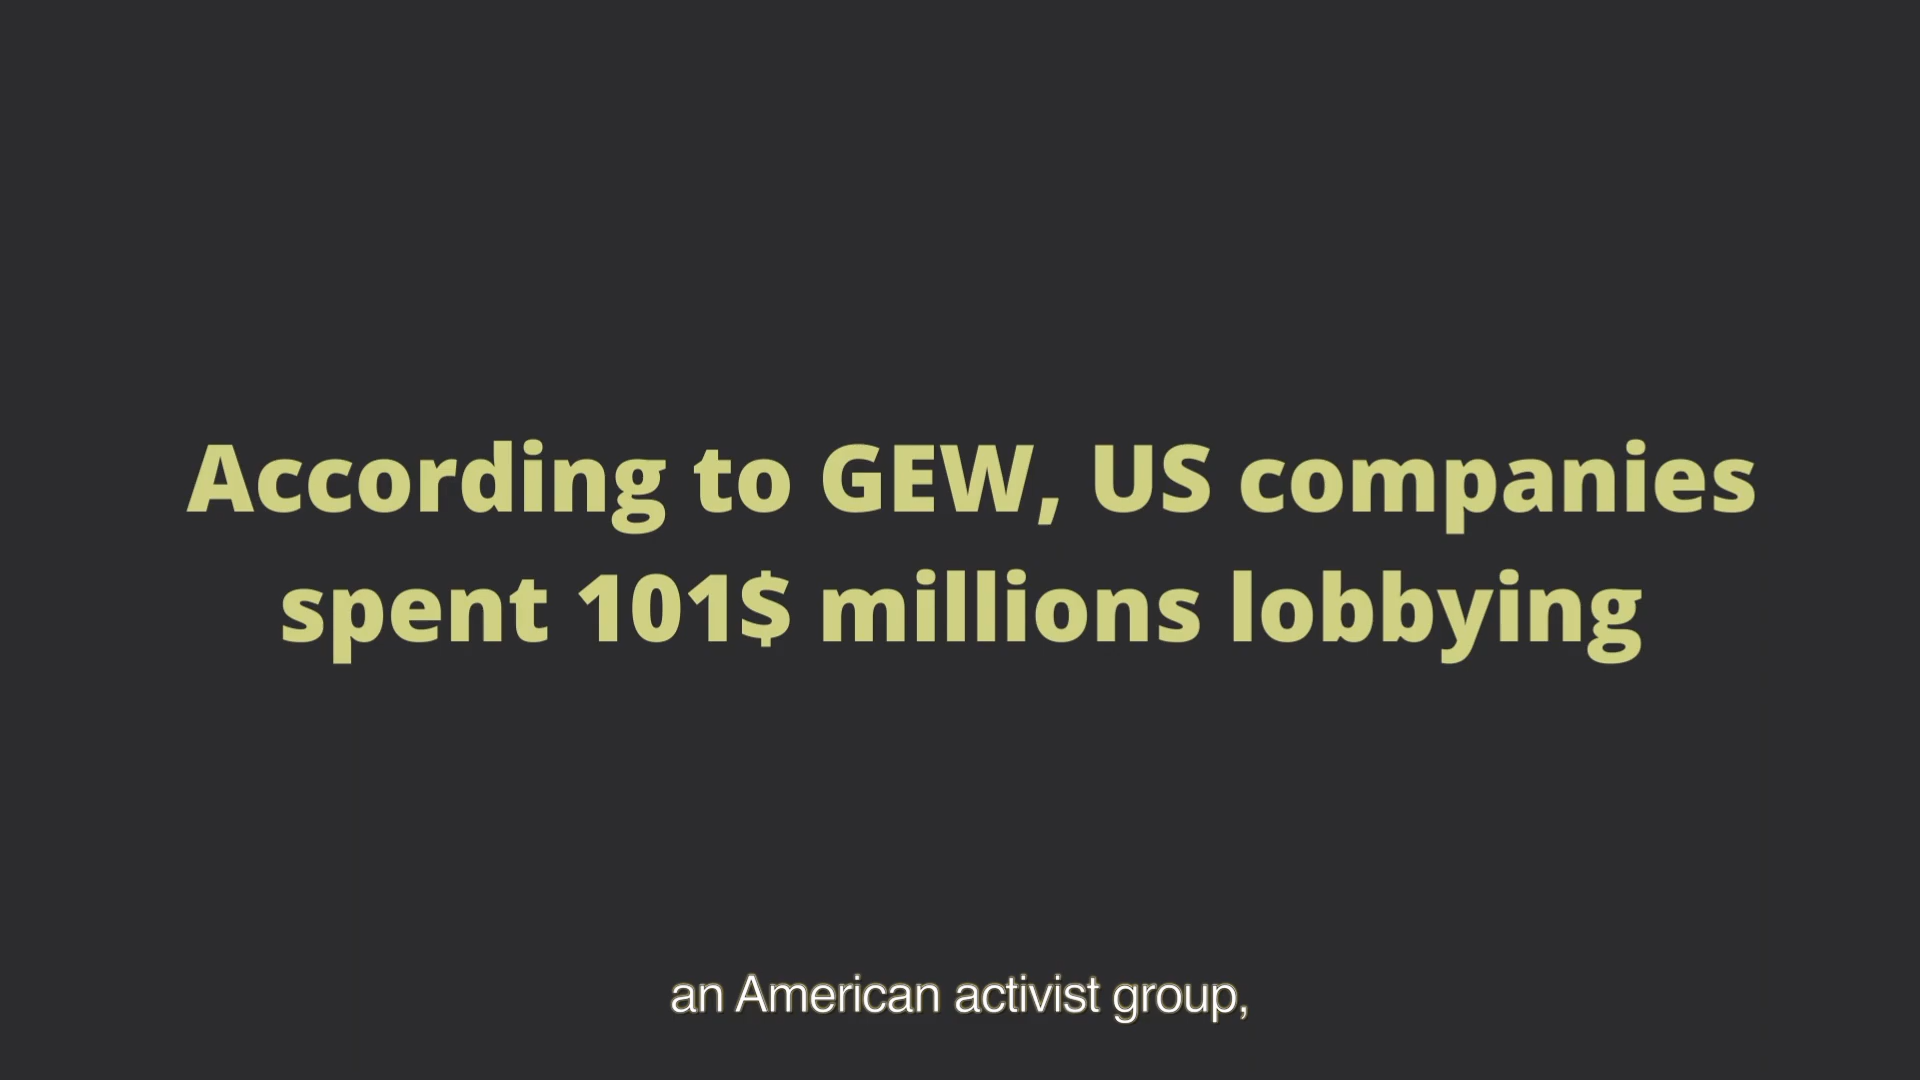 According to GEW, US companies
spent 101$ millions lobbying
an American activist group,